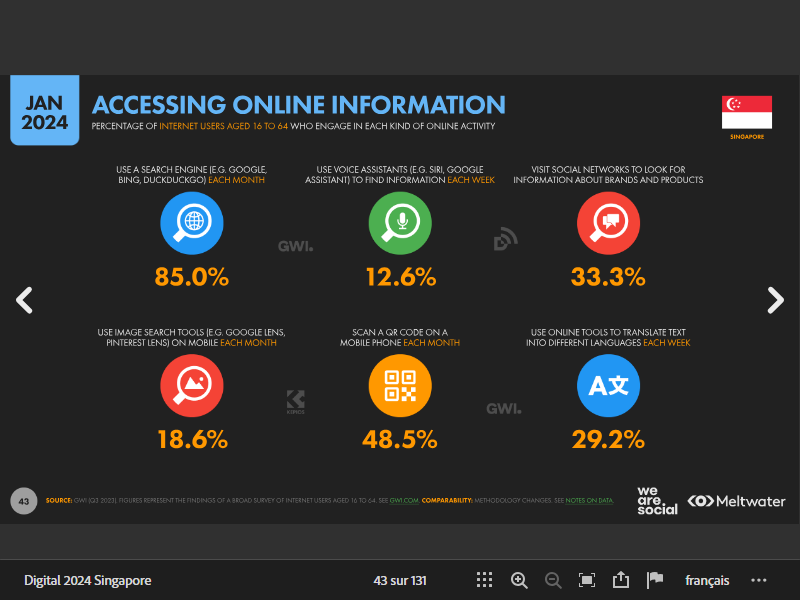 JAN
2024
ACCESSING ONLINE INFORMATION
PERCENTAGE OF INTERNET USERS AGED 16 TO 64 WHO ENGAGE IN EACH KIND OF ONLINE ACTIVITY
SINGAPORE
USE A SEARCH ENGINE (E.G. GOOGLE,
BING, DUCKDUCKGO) EACH MONTH
85.0%
USE VOICE ASSISTANTS (E.G. SIRI, GOOGLE
ASSISTANT) TO FIND INFORMATION EACH WEEK
12.6%
VISIT SOCIAL NETWORKS TO LOOK FOR
INFORMATION ABOUT BRANDS AND PRODUCTS
33.3%
GWI.
USE IMAGE SEARCH TOOLS (E.G. GOOGLE LENS,
PINTEREST LENS) ON MOBILE EACH MONTH
18.6%
SCAN A QR CODE ON A
MOBILE PHONE EACH MONTH
48.5%
USE ONLINE TOOLS TO TRANSLATE TEXT
INTO DIFFERENT LANGUAGES EACH WEEK
A文
29.2%
KEPIOS
GWI.
43
SOURCE: GWI (Q3 2023). FIGURES REPRESENT THE FINDINGS OF A BROAD SURVEY OF INTERNET USERS AGED 16 TO 64. SEE GWI.COM. COMPARABILITY: METHODOLOGY CHANGES. SEE NOTES ON DATA.
we
are
social
Meltwater
Digital 2024 Singapore
43 sur 131
français